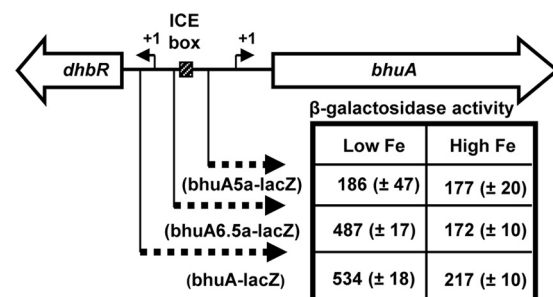 ICE
box
+1
+1
dhbR
bhuA
β-galactosidase activity
Low Fe
High Fe
(bhuA5a-lacZ)
186 (± 47)
177 (± 20)
(bhuA6.5a-lacZ)
487 (± 17)
172 (± 10)
(bhuA-lacZ)
534 (± 18)
217 (± 10)